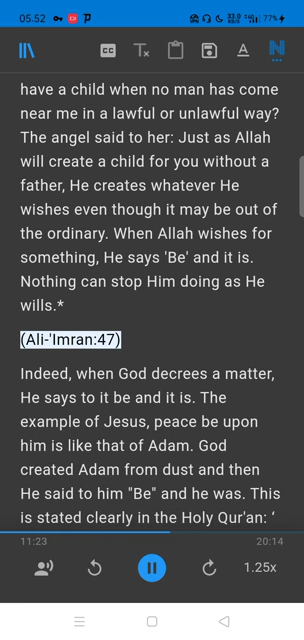 05.52
P
33.0
77%
CC
N
have a child when no man has come
near me in a lawful or unlawful way?
The angel said to her: Just as Allah
will create a child for you without a
father, He creates whatever He
wishes even though it may be out of
the ordinary. When Allah wishes for
something, He says 'Be' and it is.
Nothing can stop Him doing as He
wills.*
(Ali-'Imran:47)
Indeed, when God decrees a matter,
He says to it be and it is. The
example of Jesus, peace be upon
him is like that of Adam. God
created Adam from dust and then
He said to him "Be" and he was. This
is stated clearly in the Holy Qur'an: ‘
11:23
20:14
1.25x